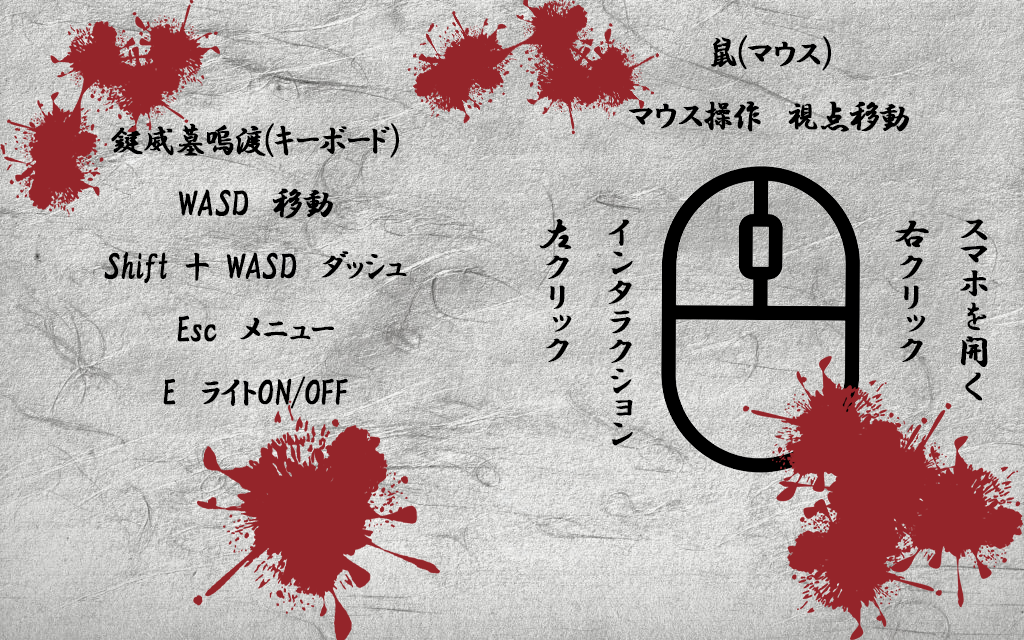 鍵威墓鳴渡(キーボード)
WASD 移動
Shift + WASD ダッシュ
Esc メニュー
E ライトON/OFF
鼠(マウス)
マウス操作 視点移動
左クリック
インタラクション
右クリック
スマホを開く